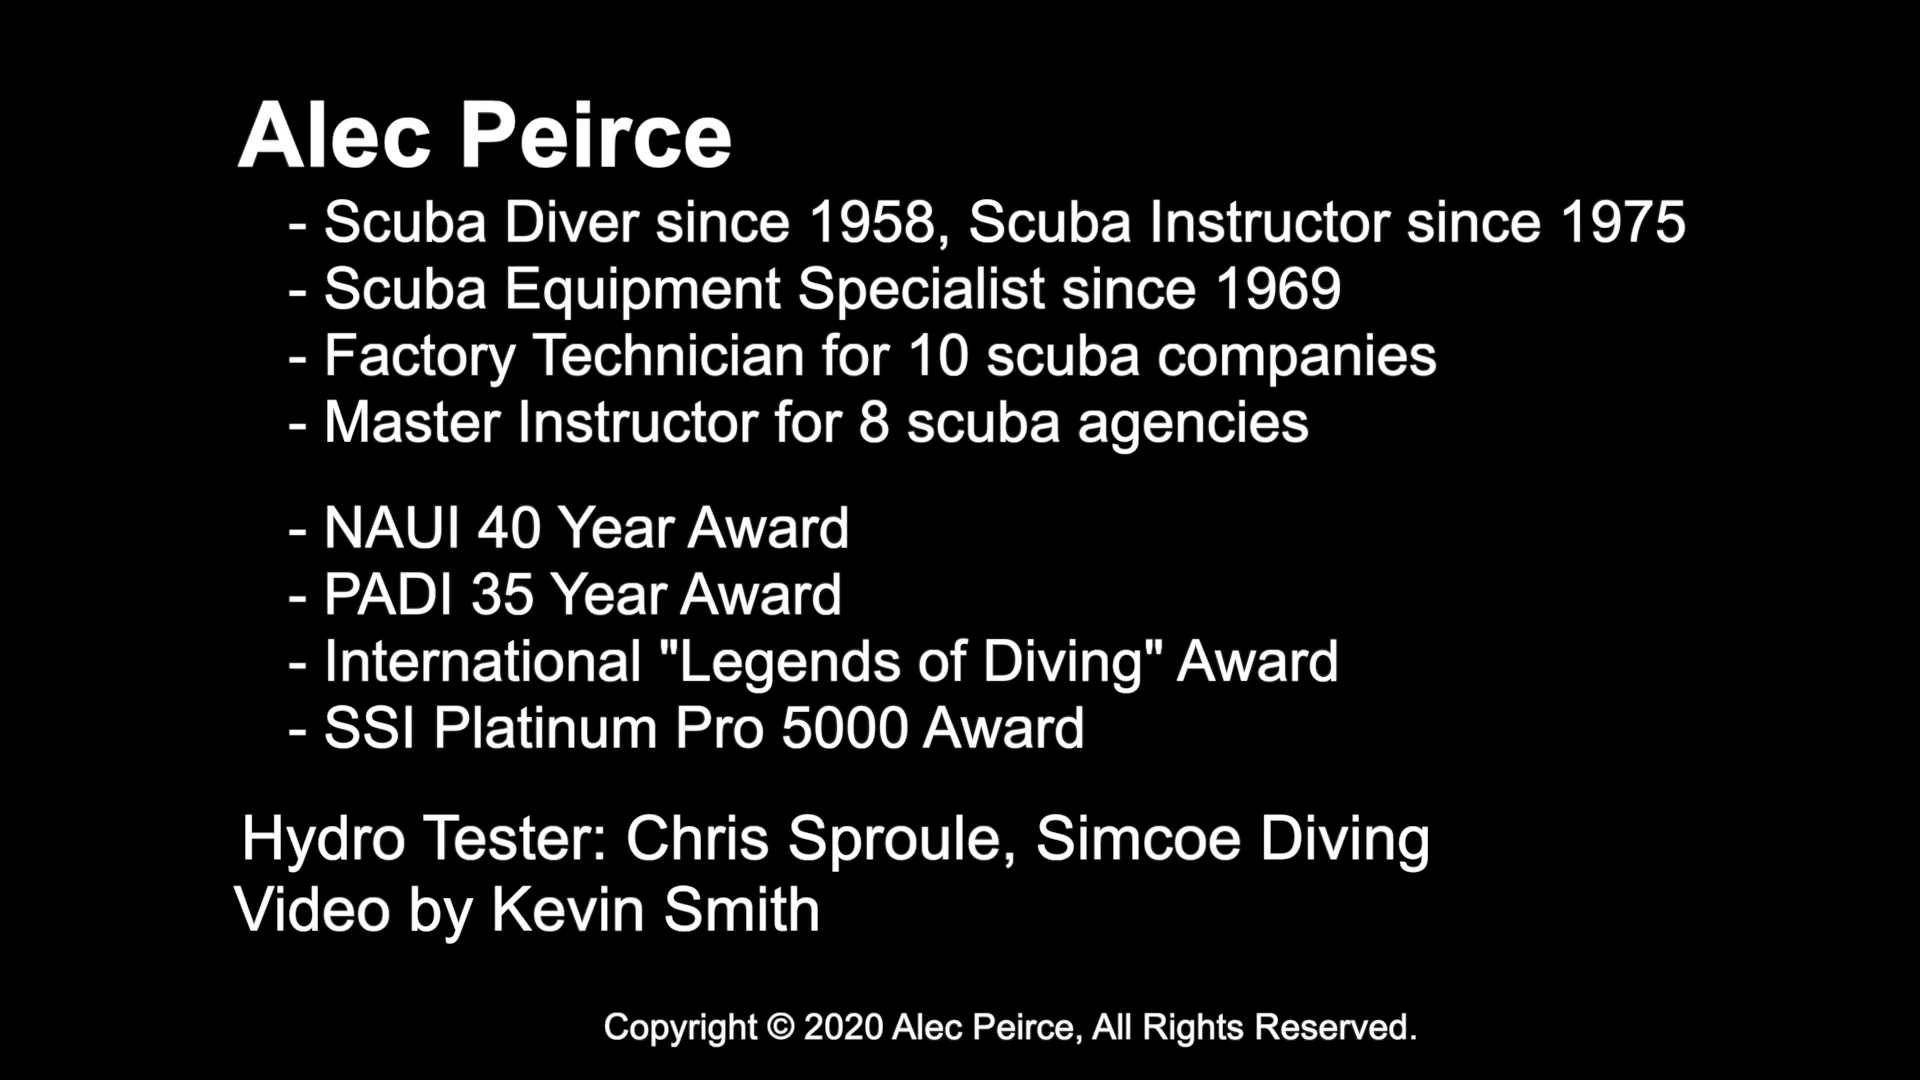 Alec Peirce
- Scuba Diver since 1958, Scuba Instructor since 1975
- Scuba Equipment Specialist since 1969
- Factory Technician for 10 scuba companies
- Master Instructor for 8 scuba agencies
- NAUI 40 Year Award
- PADI 35 Year Award
- International "Legends of Diving" Award
- SSI Platinum Pro 5000 Award
Hydro Tester: Chris Sproule, Simcoe Diving
Video by Kevin Smith
Copyright © 2020 Alec Peirce, All Rights Reserved.